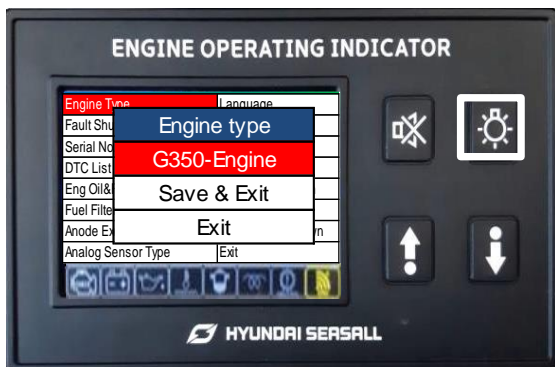 ENGINE OPERATING INDICATOR
Engine Type Language
Fault Shu
Engine type
Serial No
G350-Engine
DTC List
Eng Oil&
Save & Exit
Fuel Filte
Anode Ex
Exit
Analog Sensor Type Exit
HYUNDAI SEASALL